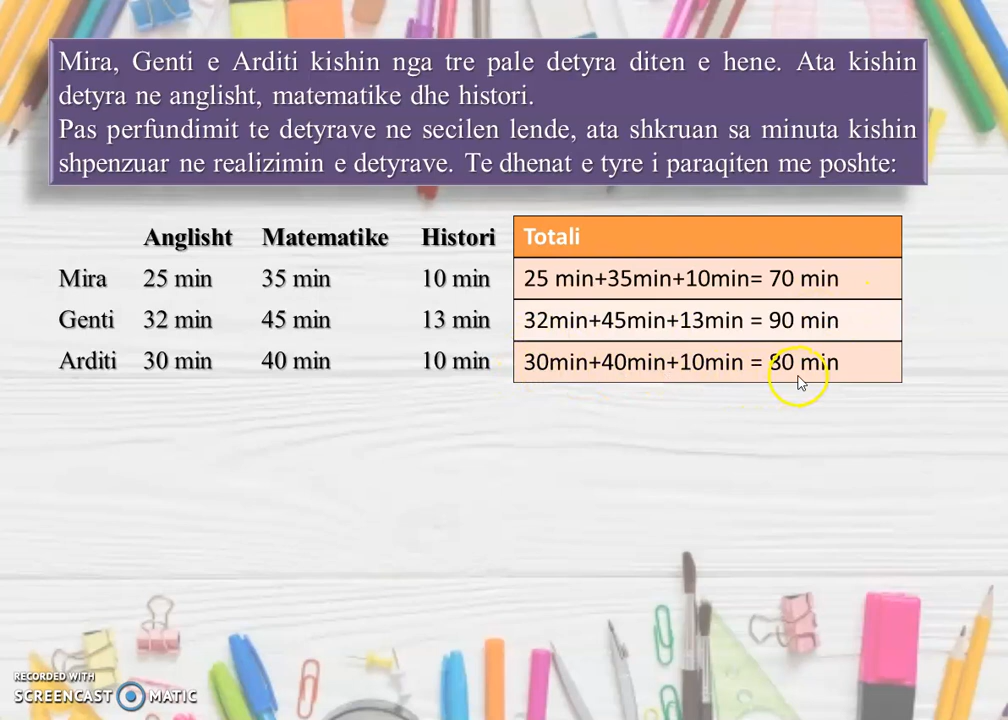 Mira, Genti e Arditi kishin nga tre pale detyra diten e hene. Ata kishin
detyra ne anglisht, matematike dhe histori.
Pas perfundimit te detyrave ne secilen lende, ata shkruan sa minuta kishin
shpenzuar ne realizimin e detyrave. Te dhenat e tyre i paraqiten me poshte:
Anglisht Matematike Histori Totali
Mira 25 min 35 min 10 min 25 min+35min+10min= 70 min
Genti 32 min 45 min 13 min 32min+45min+13min = 90 min
Arditi 30 min 40 min 10 min 30min+40min+10min = 80 min
RECORDED WITH
SCREENCAST MATIC